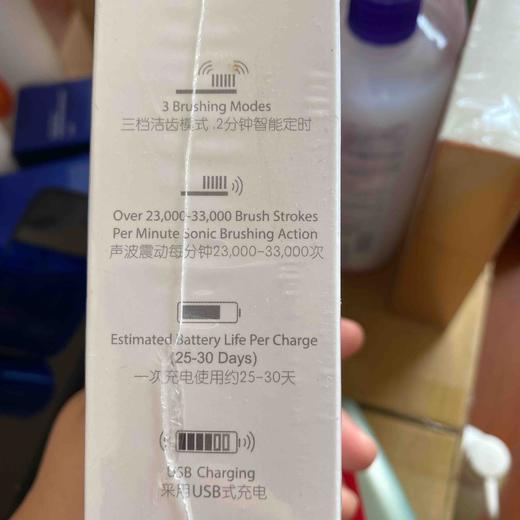 3 Brushing Modes
三档洁齿模式 .2分钟智能定时
Over 23,000-33,000 Brush Strokes
Per Minute Sonic Brushing Action
声波震动每分钟23,000-33,000次
Estimated Battery Life Per Charge
(25-30 Days)
一次充电使用约25-30天
USB Charging
采用USB式充电